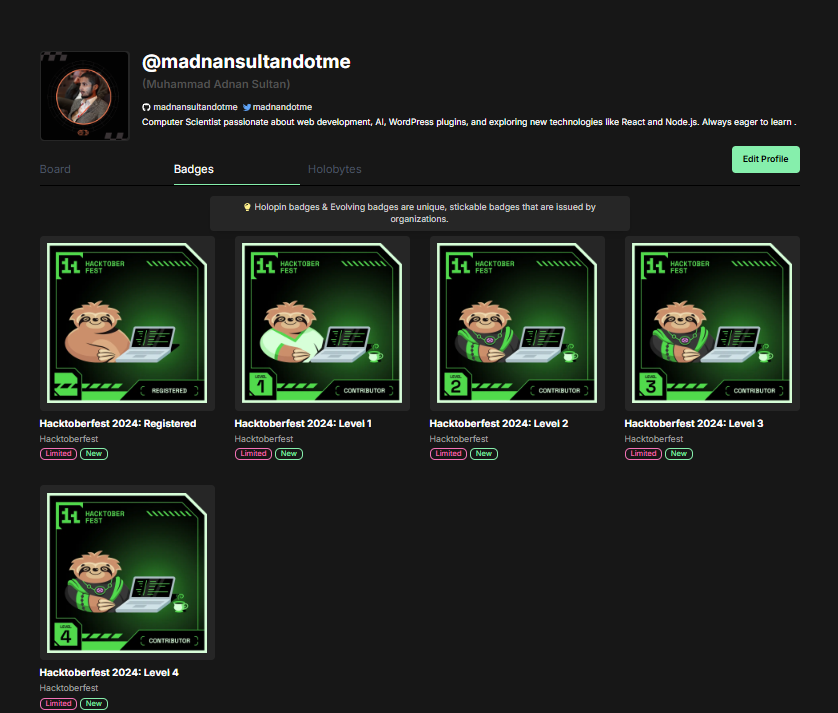 @madnansultandotme
(Muhammad Adnan Sultan)
madnansultandotme madnandotme
Computer Scientist passionate about web development, AI, WordPress plugins, and exploring new technologies like React and Node.js. Always eager to learn .
Edit Profile
Board Badges Holobytes
Holopin badges & Evolving badges are unique, stickable badges that are issued by
organizations.
11 HACKTOBER
FEST
REGISTERED
Hacktoberfest 2024: Registered
Hacktoberfest
Limited New
11 HACKTOBER
FEST
LEVEL
1
CONTRIBUTOR
Hacktoberfest 2024: Level 1
Hacktoberfest
Limited New
11 HACKTOBER
FEST
LEVEL
2
CONTRIBUTOR
Hacktoberfest 2024: Level 2
Hacktoberfest
Limited New
11 HACKTOBER
FEST
LEVEL
3
CONTRIBUTOR
Hacktoberfest 2024: Level 3
Hacktoberfest
Limited New
11 HACKTOBER
FEST
LEVEL
4
CONTRIBUTOR
Hacktoberfest 2024: Level 4
Hacktoberfest
Limited New